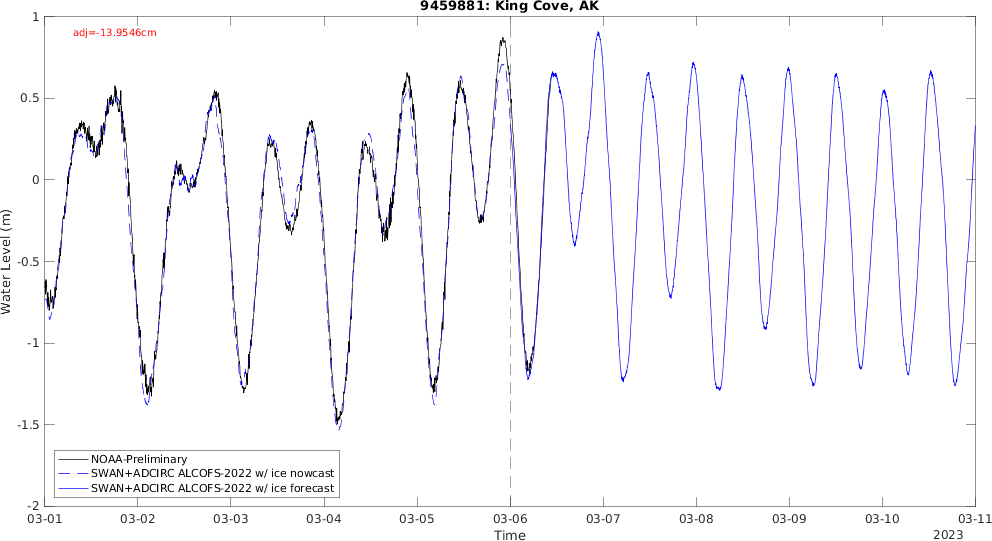 9459881: King Cove, AK
adj=-13.9546cm
1
0.5
0
-0.5
-1
-1.5
-2
Water Level (m)
NOAA-Preliminary
SWAN+ADCIRC ALCOFS-2022 w/ ice nowcast
SWAN+ADCIRC ALCOFS-2022 w/ ice forecast
03-01 03-02 03-03 03-04 03-05 03-06 03-07 03-08 03-09 03-10 03-11
Time
2023